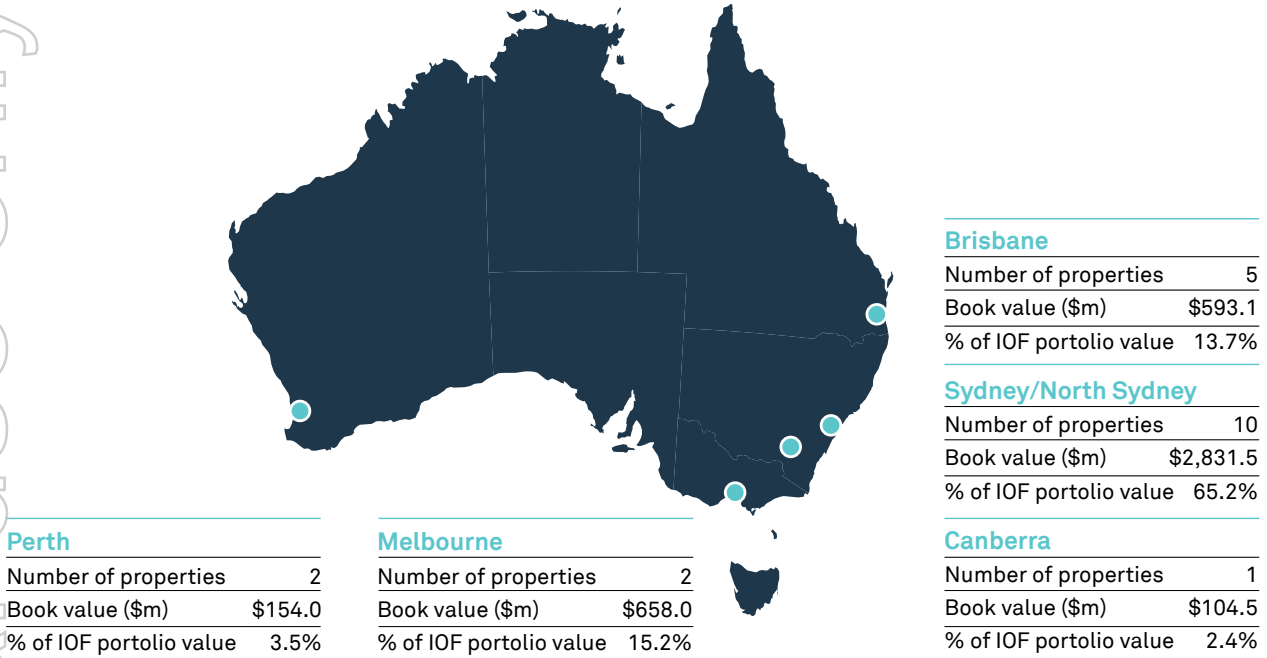 Brisbane
Number of properties 5
Book value ($m) $593.1
% of IOF portolio value 13.7%
Sydney/North Sydney
Number of properties 10
Book value ($m) $2,831.5
% of IOF portolio value 65.2%
Perth
Number of properties 2
Book value ($m) $154.0
% of IOF portolio value 3.5%
Melbourne
Number of properties 2
Book value ($m) $658.0
% of IOF portolio value 15.2%
Canberra
Number of properties 1
Book value ($m) $104.5
% of IOF portolio value 2.4%